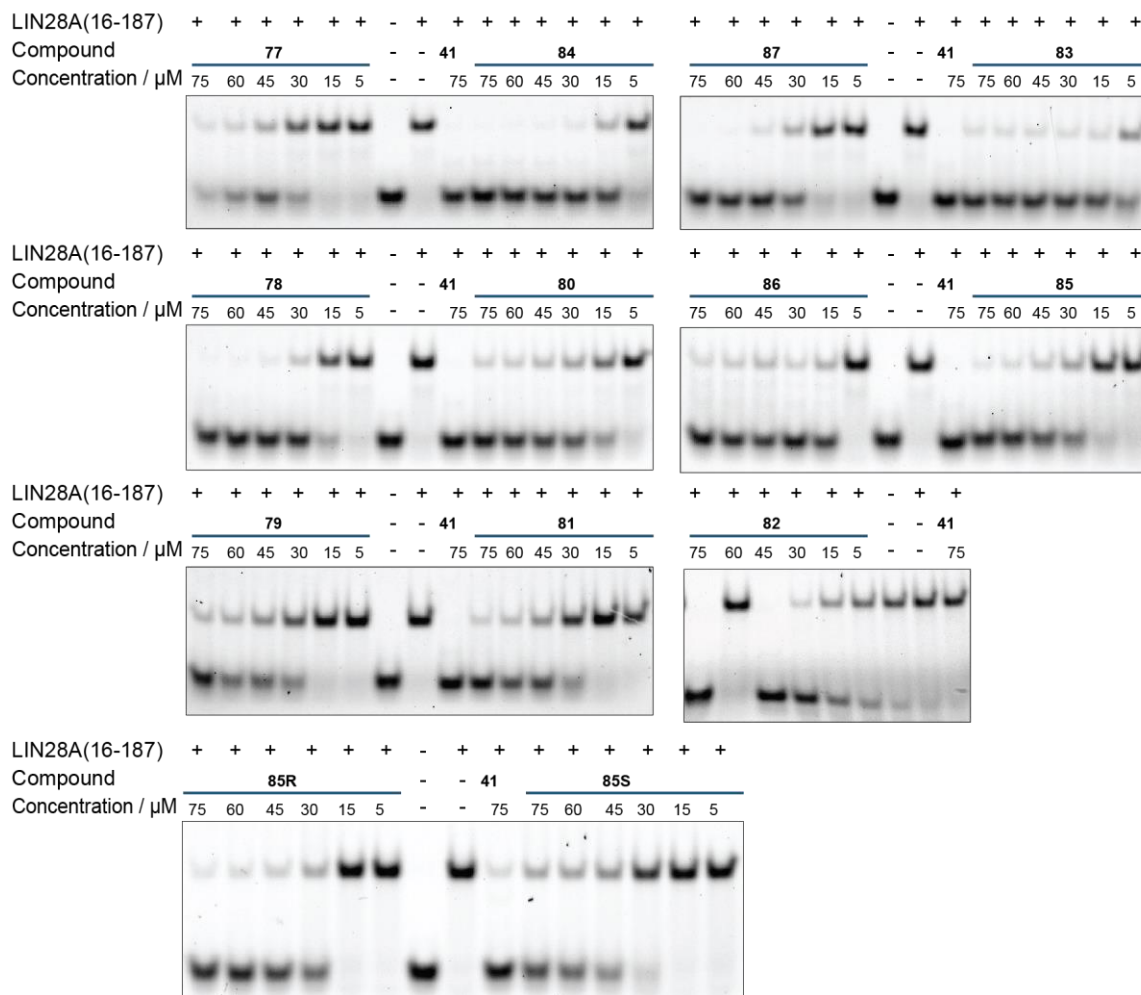 LIN28A(16-187) + + + + + + - + + + + + + + + + + + + + + - + + + + + + + +
Compound 77 - - 41 84 87 - - 41 83
Concentration / µM 75 60 45 30 15 5 - - 75 75 60 45 30 15 5 75 60 45 30 15 5 - - 75 75 60 45 30 15 5
LIN28A(16-187) + + + + + + - + + + + + + + + + + + + + + - + + + + + + + +
Compound 78 - - 41 80 86 - - 41 85
Concentration / µM 75 60 45 30 15 5 - - 75 75 60 45 30 15 5 75 60 45 30 15 5 - - 75 75 60 45 30 15 5
LIN28A(16-187) + + + + + + - + + + + + + + + + + + + + + - + +
Compound 79 - - 41 81 82 - - 41
Concentration / µM 75 60 45 30 15 5 - - 75 75 60 45 30 15 5 75 60 45 30 15 5 - - 75
LIN28A(16-187) + + + + + + - + + + + + + + +
Compound 85R - - 41 85S
Concentration / µM 75 60 45 30 15 5 - - 75 75 60 45 30 15 5